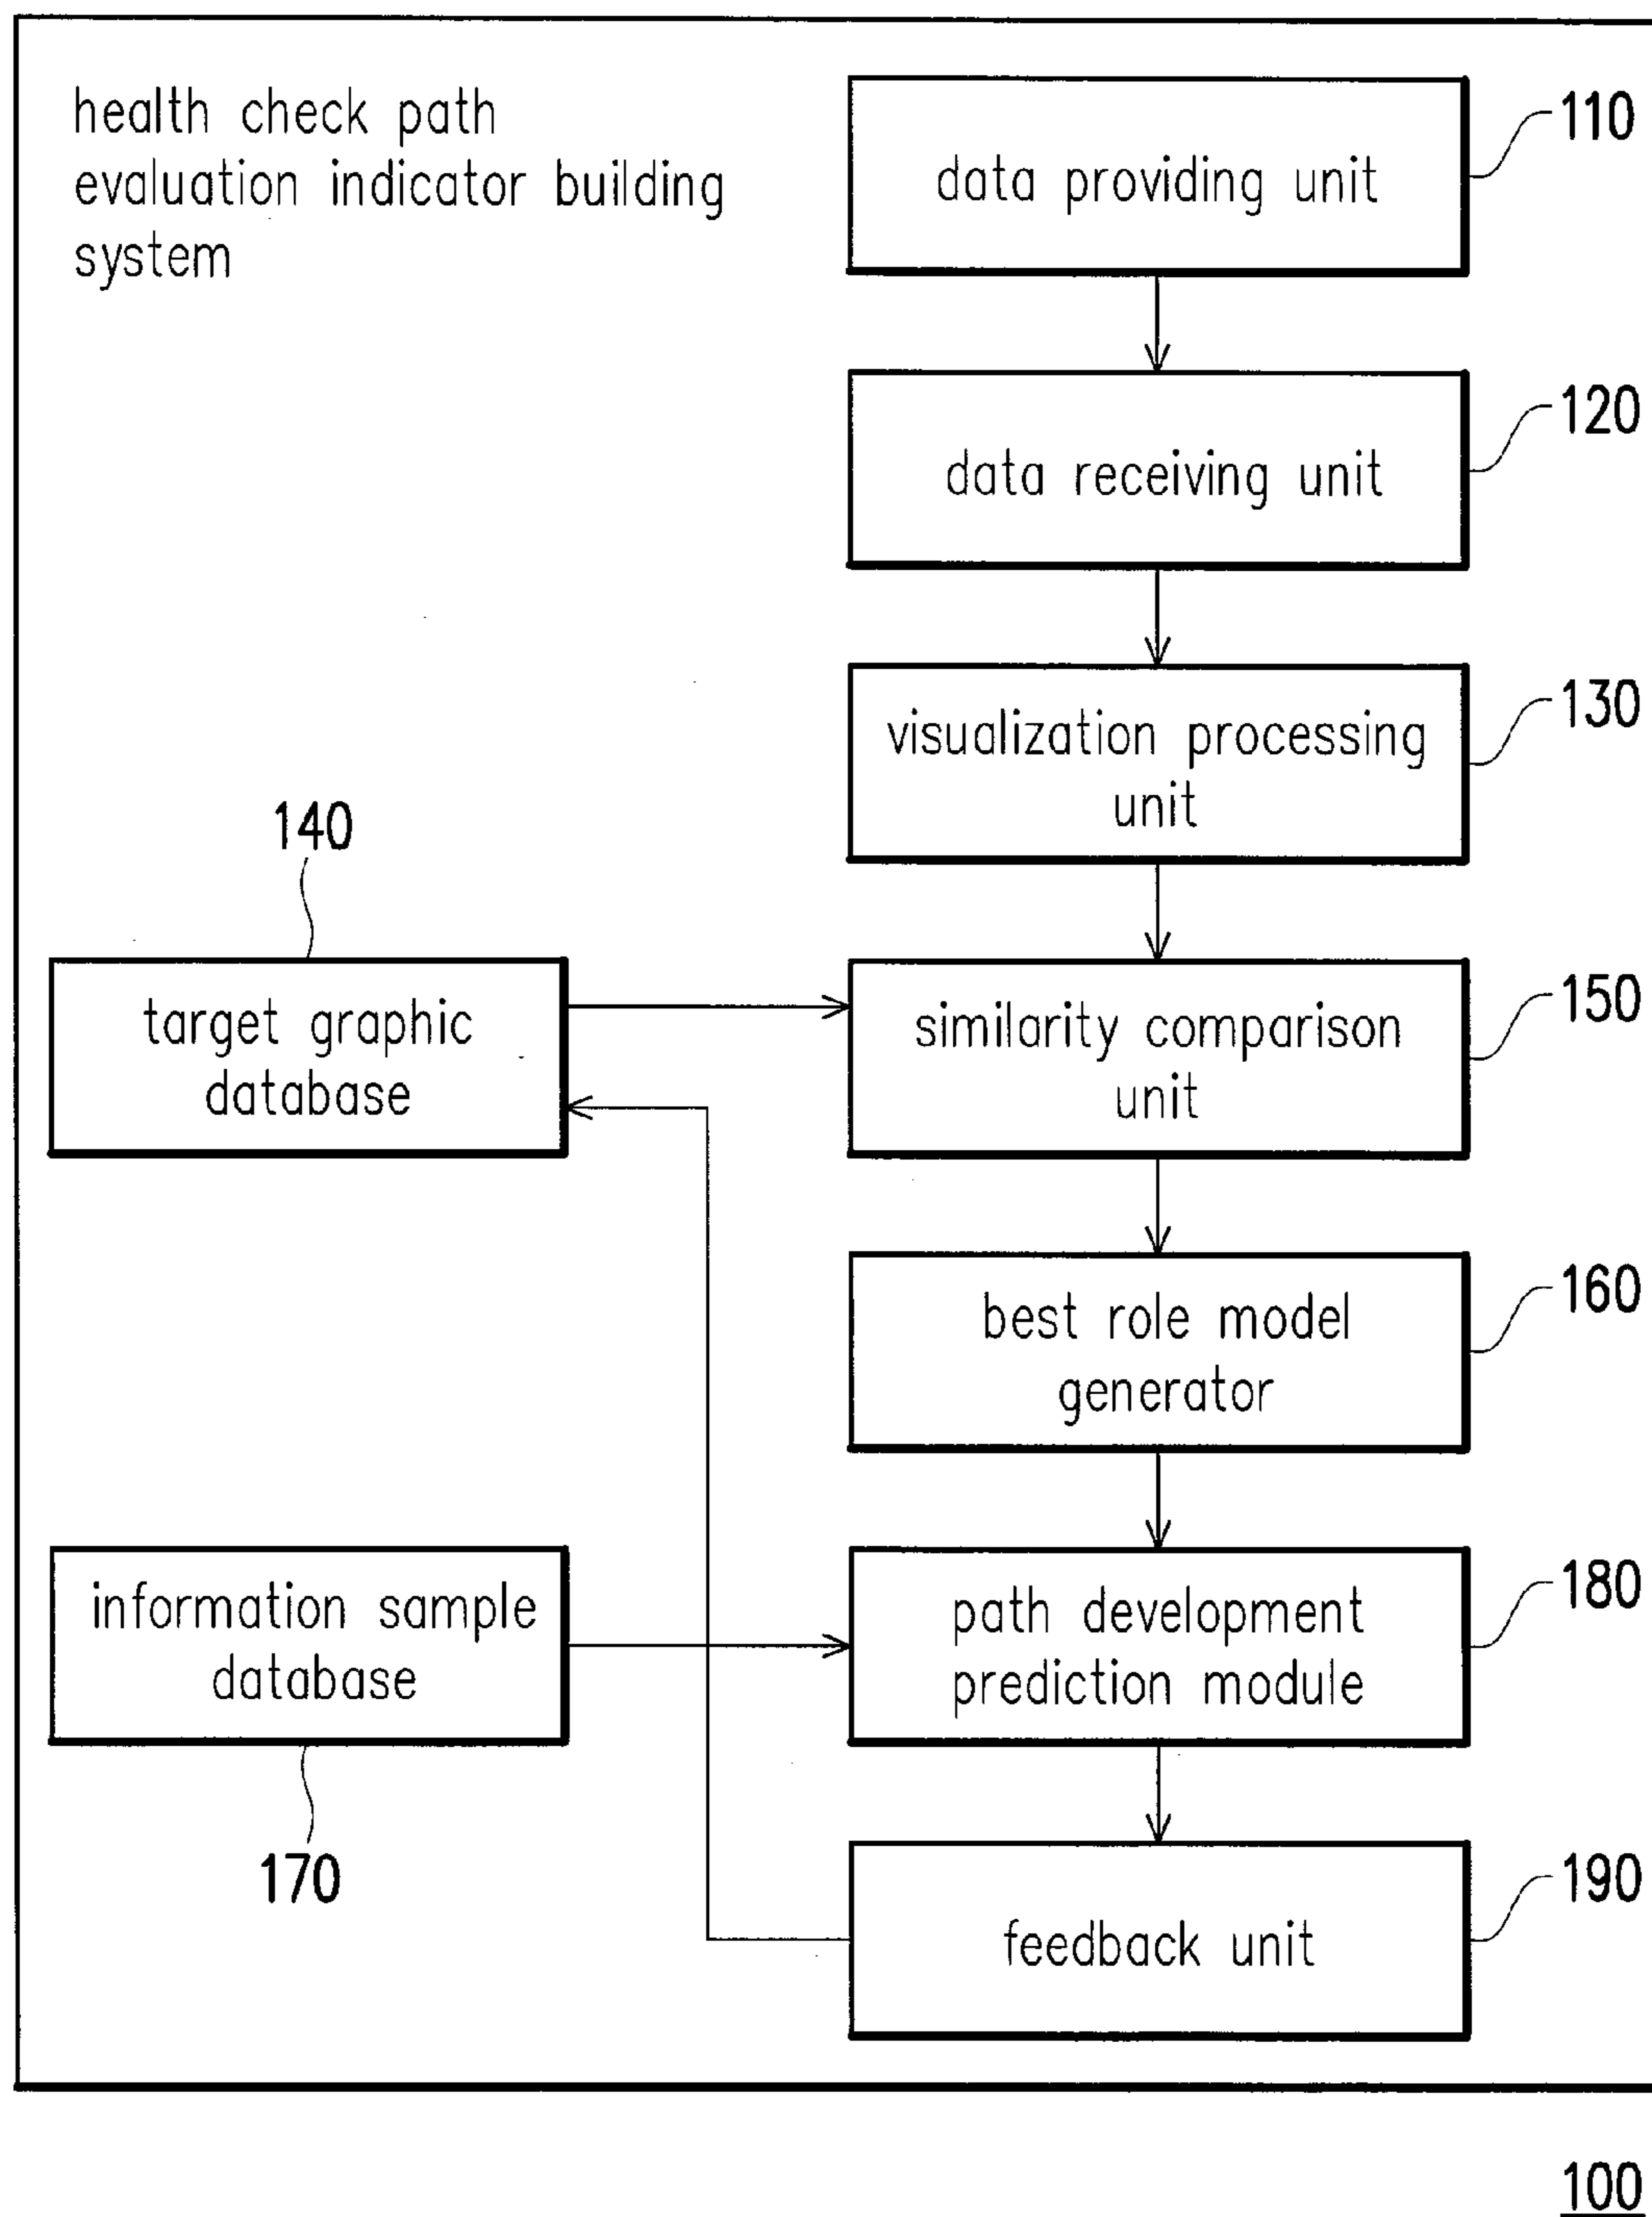 health check path
evaluation indicator building
system
data providing unit
110
data receiving unit
120
visualization processing
unit
130
140
target graphic
database
similarity comparison
unit
150
best role model
generator
160
information sample
database
170
path development
prediction module
180
feedback unit
190
100